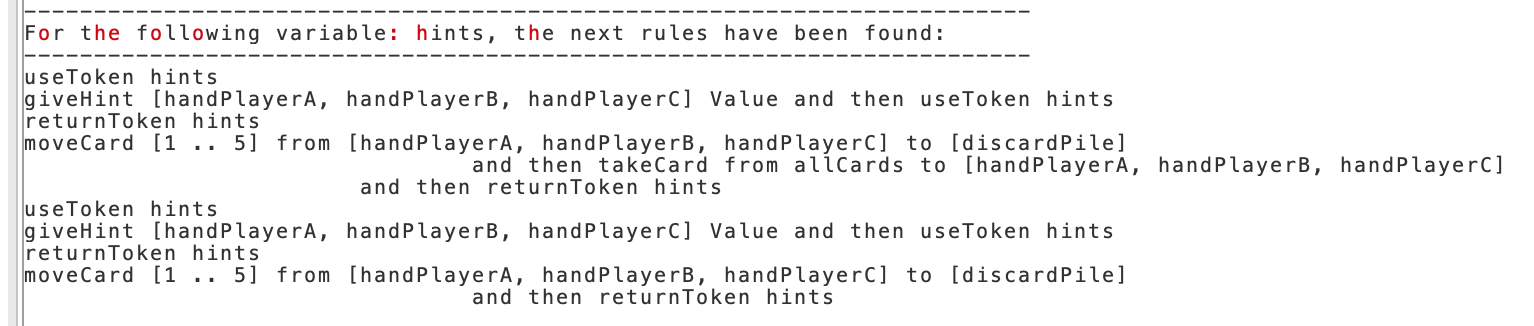 ------------------------------------------------------------------------
For the following variable: hints, the next rules have been found:
------------------------------------------------------------------------
useToken hints
giveHint [handPlayerA, handPlayerB, handPlayerC] Value and then useToken hints
returnToken hints
moveCard [1 .. 5] from [handPlayerA, handPlayerB, handPlayerC] to [discardPile]
and then takeCard from allCards to [handPlayerA, handPlayerB, handPlayerC]
and then returnToken hints
useToken hints
giveHint [handPlayerA, handPlayerB, handPlayerC] Value and then useToken hints
returnToken hints
moveCard [1 .. 5] from [handPlayerA, handPlayerB, handPlayerC] to [discardPile]
and then returnToken hints